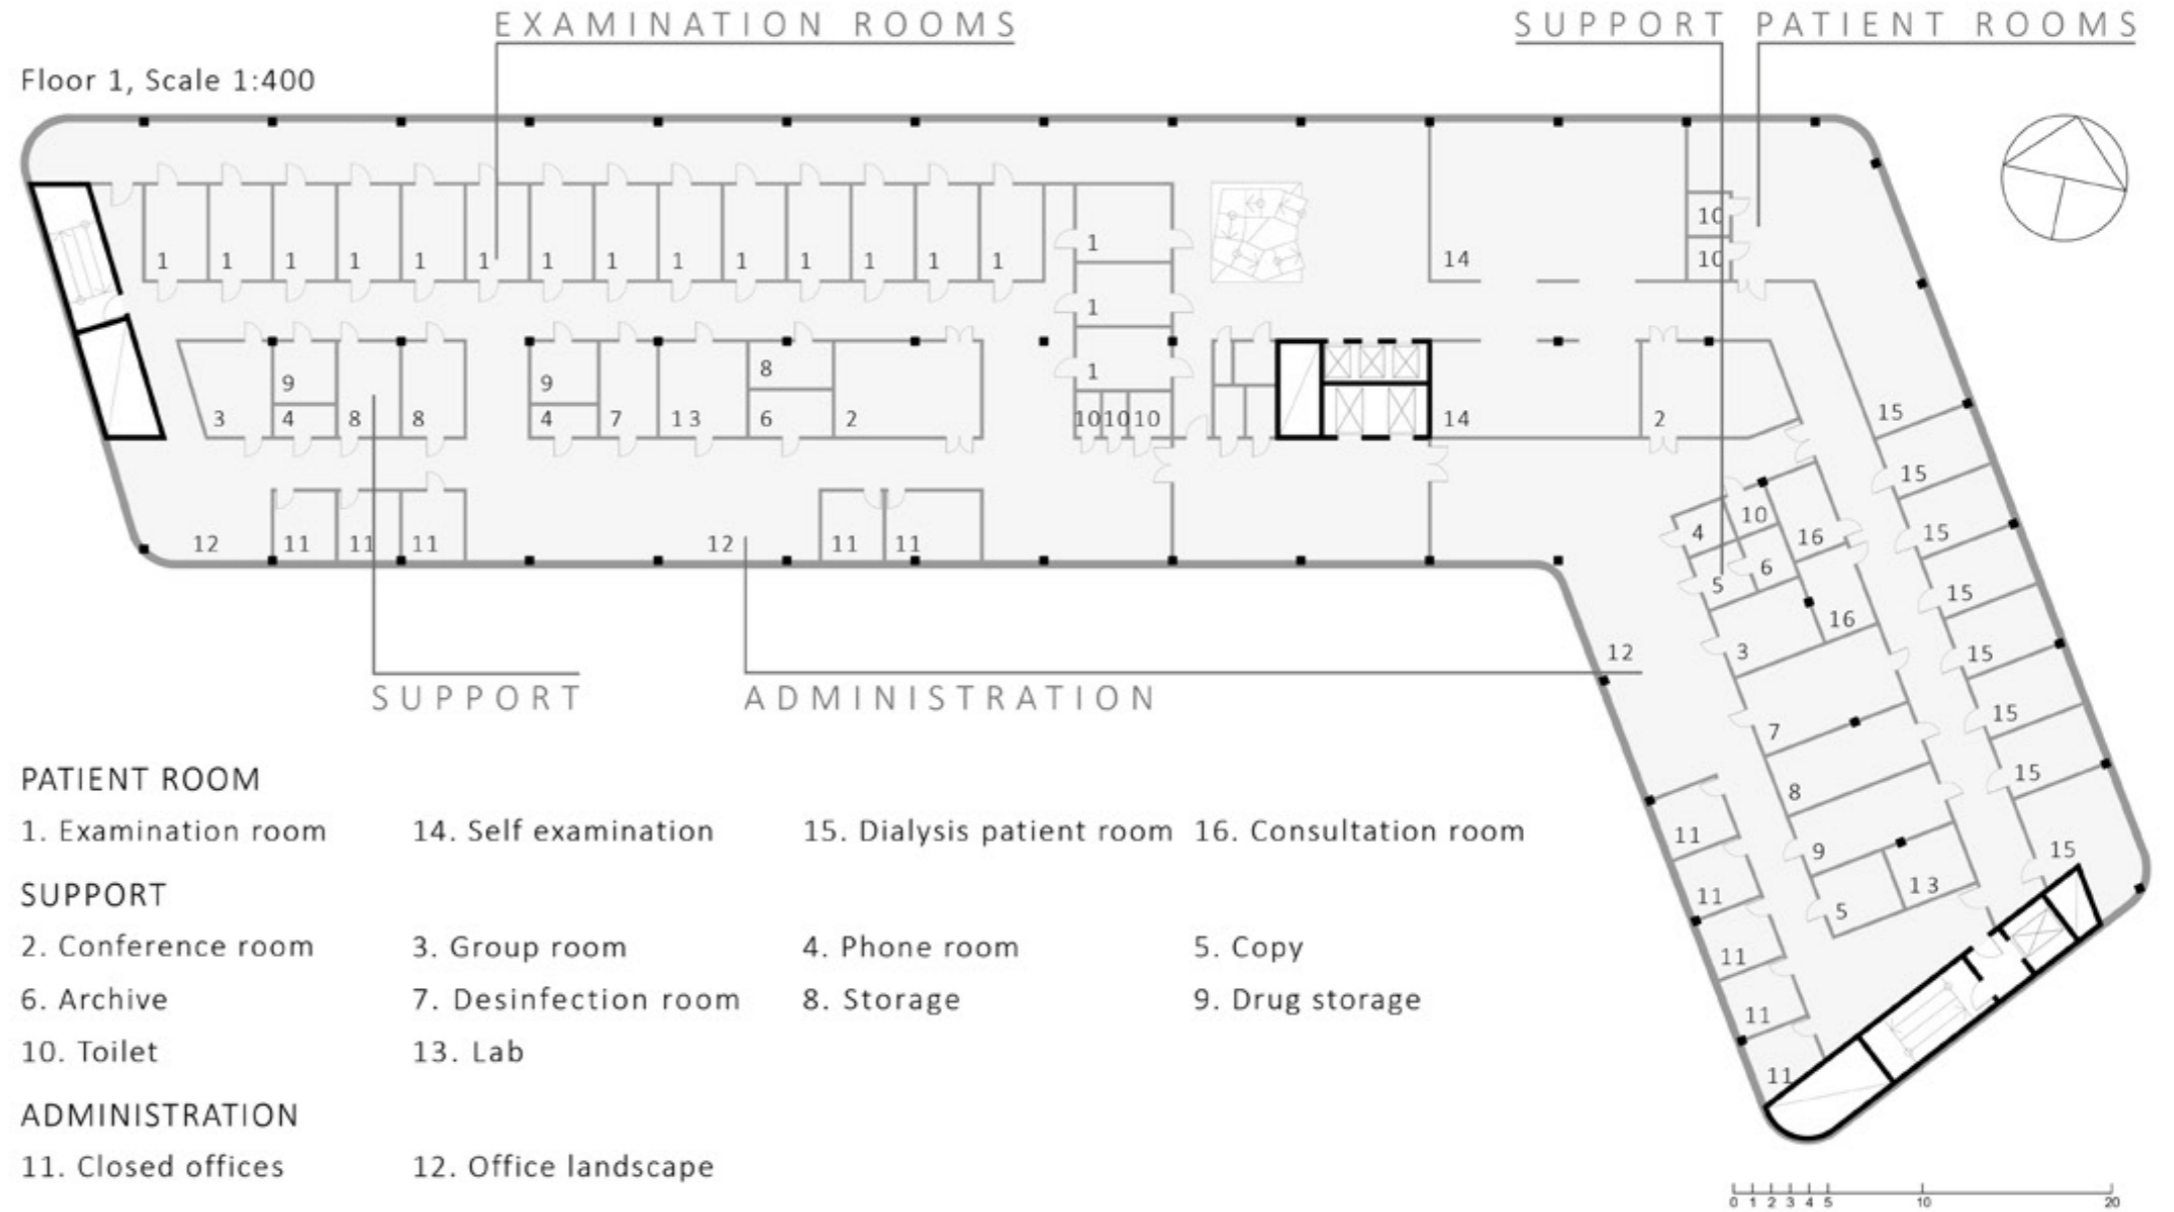 EXAMINATION ROOMS
SUPPORT PATIENT ROOMS
Floor 1, Scale 1:400
10
1 1 1 1 1 1 1 1 1 1 1 1 1 1 1 14 10
1
9 9 8 1
3 4 8 8 4 7 13 6 2 10 10 10 14 2 15
15
4 10 16 15
12 11 11 11 12 11 11
5 6 15
16
3 12 15
7 15
8 15
11 9 15
11 5 13
11
11
11
SUPPORT
ADMINISTRATION
PATIENT ROOM
1. Examination room 14. Self examination 15. Dialysis patient room 16. Consultation room
SUPPORT
2. Conference room 3. Group room 4. Phone room 5. Copy
6. Archive 7. Desinfection room 8. Storage 9. Drug storage
10. Toilet 13. Lab
ADMINISTRATION
11. Closed offices 12. Office landscape
0 1 2 3 4 5 10 20